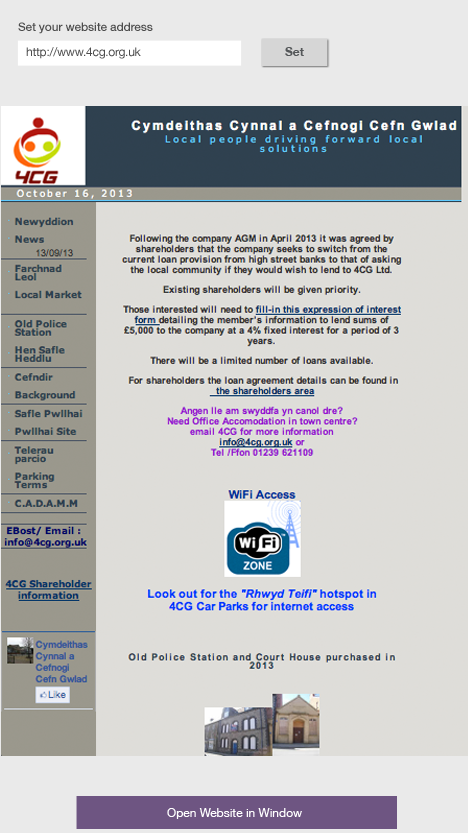 Set your website address
http://www.4cg.org.uk
Set
4CG
Cymdeithas Cynnal a Cefnogi Cefn Gwlad
Local people driving forward local
solutions
October 16, 2013
Newyddion
News
13/09/13
Farchnad
Leol
Local Market
Old Police
Station
Hen Safle
Heddlu
Cefndir
Background
Safle Pwllhai
Pwllhai Site
Telerau
parcio
Parking
Terms
C.A.D.A.M.M
EBost/ Email :
info@4cg.org.uk
4CG Shareholder
information
Cymdeithas
Cynnal a
Cefnogi
Cefn Gwlad
Like
Following the company AGM in April 2013 it was agreed by
shareholders that the company seeks to switch from the
current loan provision from high street banks to that of asking
the local community if they would wish to lend to 4CG Ltd.
Existing shareholders will be given priority.
Those interested will need to fill-in this expression of interest
form detailing the member's information to lend sums of
£5,000 to the company at a 4% fixed interest for a period of 3
years.
There will be a limited number of loans available.
For shareholders the loan agreement details can be found in
the shareholders area
Angen lle am swyddfa yn canol dre?
Need Office Accomodation in town centre?
email 4CG for more information
info@4cg.org.uk or
Tel /Ffon 01239 621109
WiFi Access
Wi Fi
ZONE
Look out for the "Rhwyd Teifi" hotspot in
4CG Car Parks for internet access
Old Police Station and Court House purchased in
2013
Open Website in Window